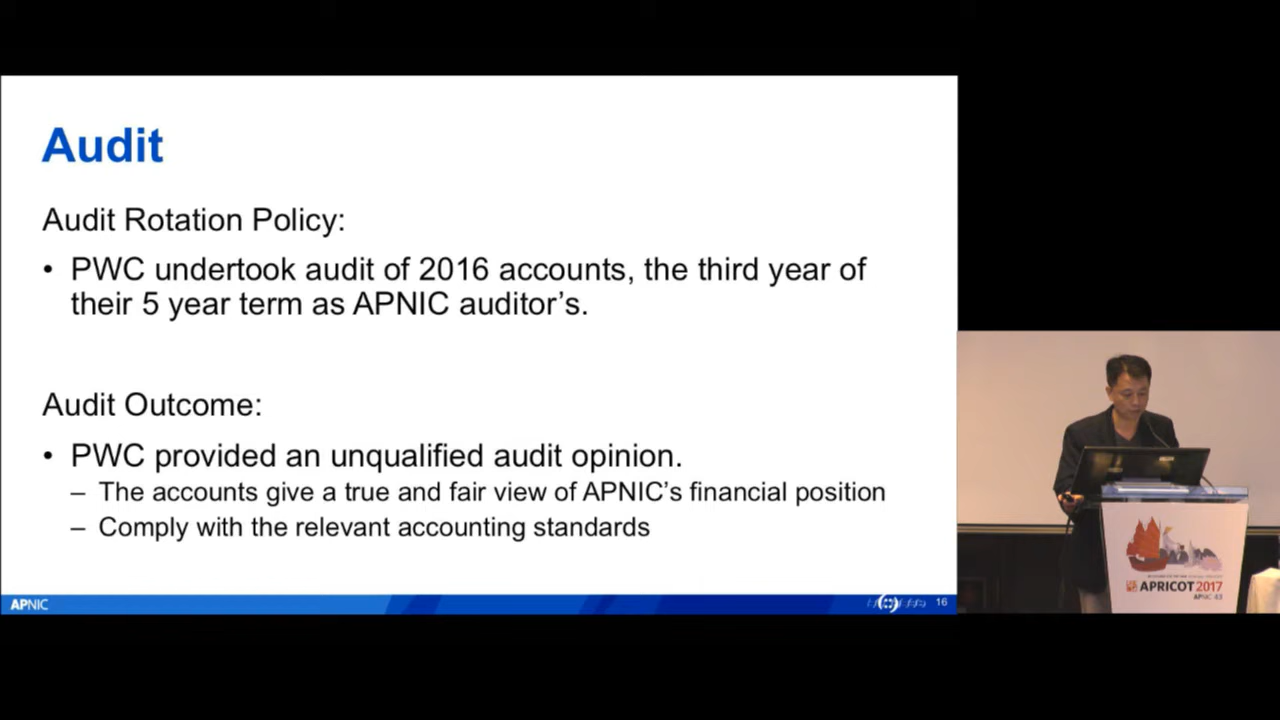 Audit
Audit Rotation Policy:
• PWC undertook audit of 2016 accounts, the third year of
their 5 year term as APNIC auditor's.
Audit Outcome:
• PWC provided an unqualified audit opinion.
– The accounts give a true and fair view of APNIC's financial position
– Comply with the relevant accounting standards
APNIC
16
APRICOT 2017
APNIC 43